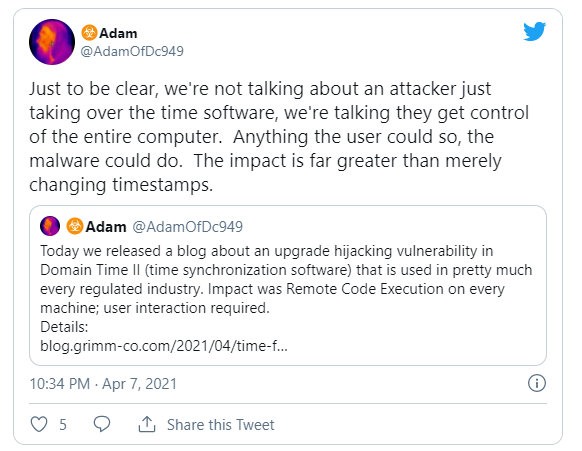 Adam
@AdamOfDc949
Just to be clear, we're not talking about an attacker just
taking over the time software, we're talking they get control
of the entire computer.  Anything the user could so, the
malware could do.  The impact is far greater than merely
changing timestamps.
Adam @AdamOfDc949
Today we released a blog about an upgrade hijacking vulnerability in
Domain Time II (time synchronization software) that is used in pretty much
every regulated industry. Impact was Remote Code Execution on every
machine; user interaction required.
Details:
blog.grimm-co.com/2021/04/time-f...
10:34 PM · Apr 7, 2021
5
Share this Tweet